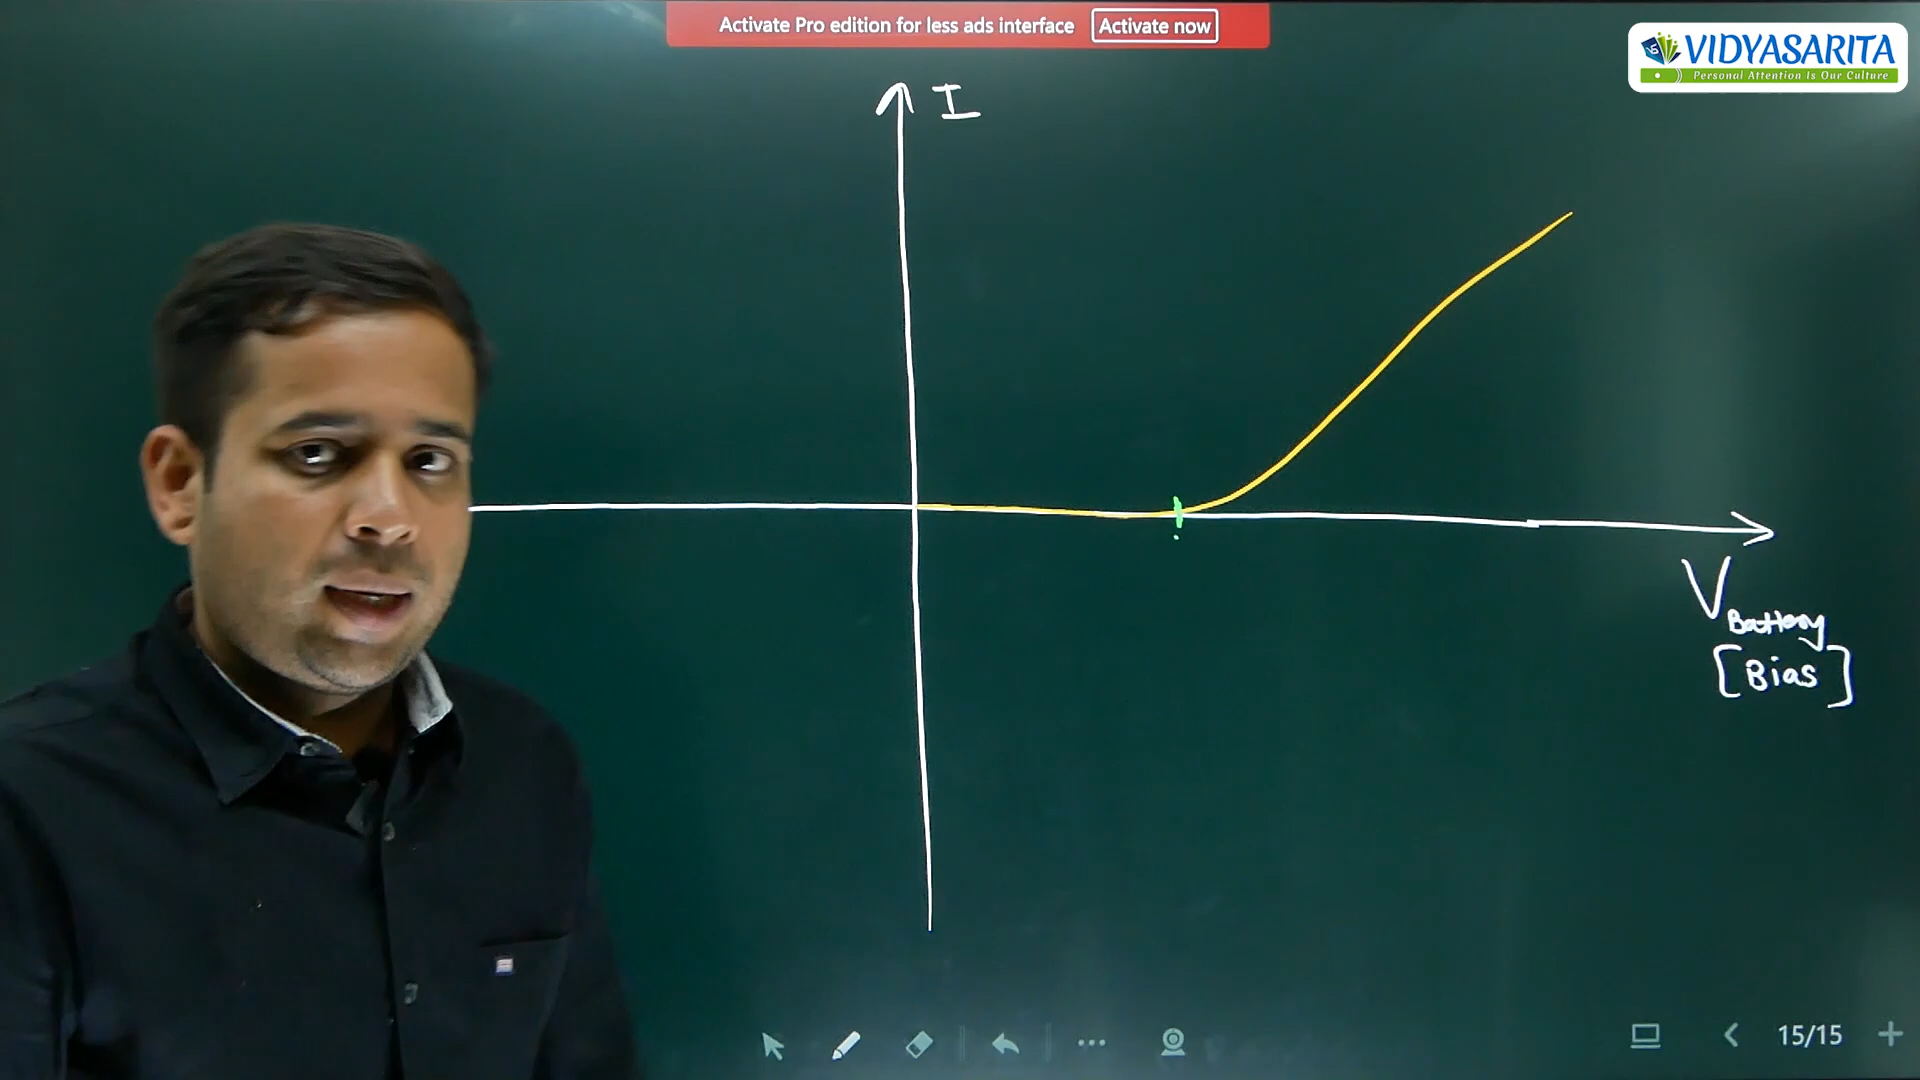 Activate Pro edition for less ads interface Activate now
VIDYASARITA
Personal Attention Is Our Culture
I
V Battery
[Bias]
15/15